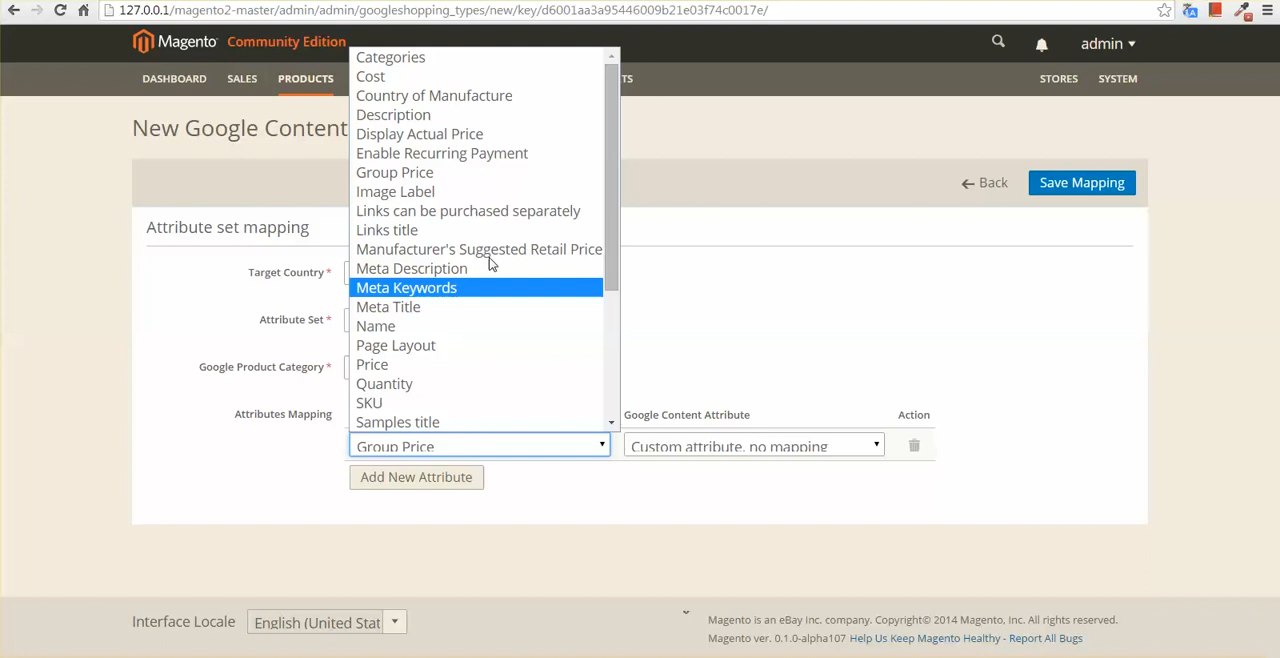 127.0.0.1/magento2-master/admin/admin/googleshopping_types/new/key/d6001aa3a95446009b21e03f74c0017e/
Magento Community Edition
admin
DASHBOARD SALES PRODUCTS TS STORES SYSTEM
New Google Content
Back
Save Mapping
Attribute set mapping
Target Country *
Attribute Set *
Google Product Category *
Attributes Mapping
Categories
Cost
Country of Manufacture
Description
Display Actual Price
Enable Recurring Payment
Group Price
Image Label
Links can be purchased separately
Links title
Manufacturer's Suggested Retail Price
Meta Description
Meta Keywords
Meta Title
Name
Page Layout
Price
Quantity
SKU
Samples title
Google Content Attribute Action
Group Price Custom attribute, no mapping
Add New Attribute
Interface Locale English (United Stat
Magento is an eBay Inc. company. Copyright© 2014 Magento, Inc. All rights reserved.
Magento ver. 0.1.0-alpha107 Help Us Keep Magento Healthy - Report All Bugs